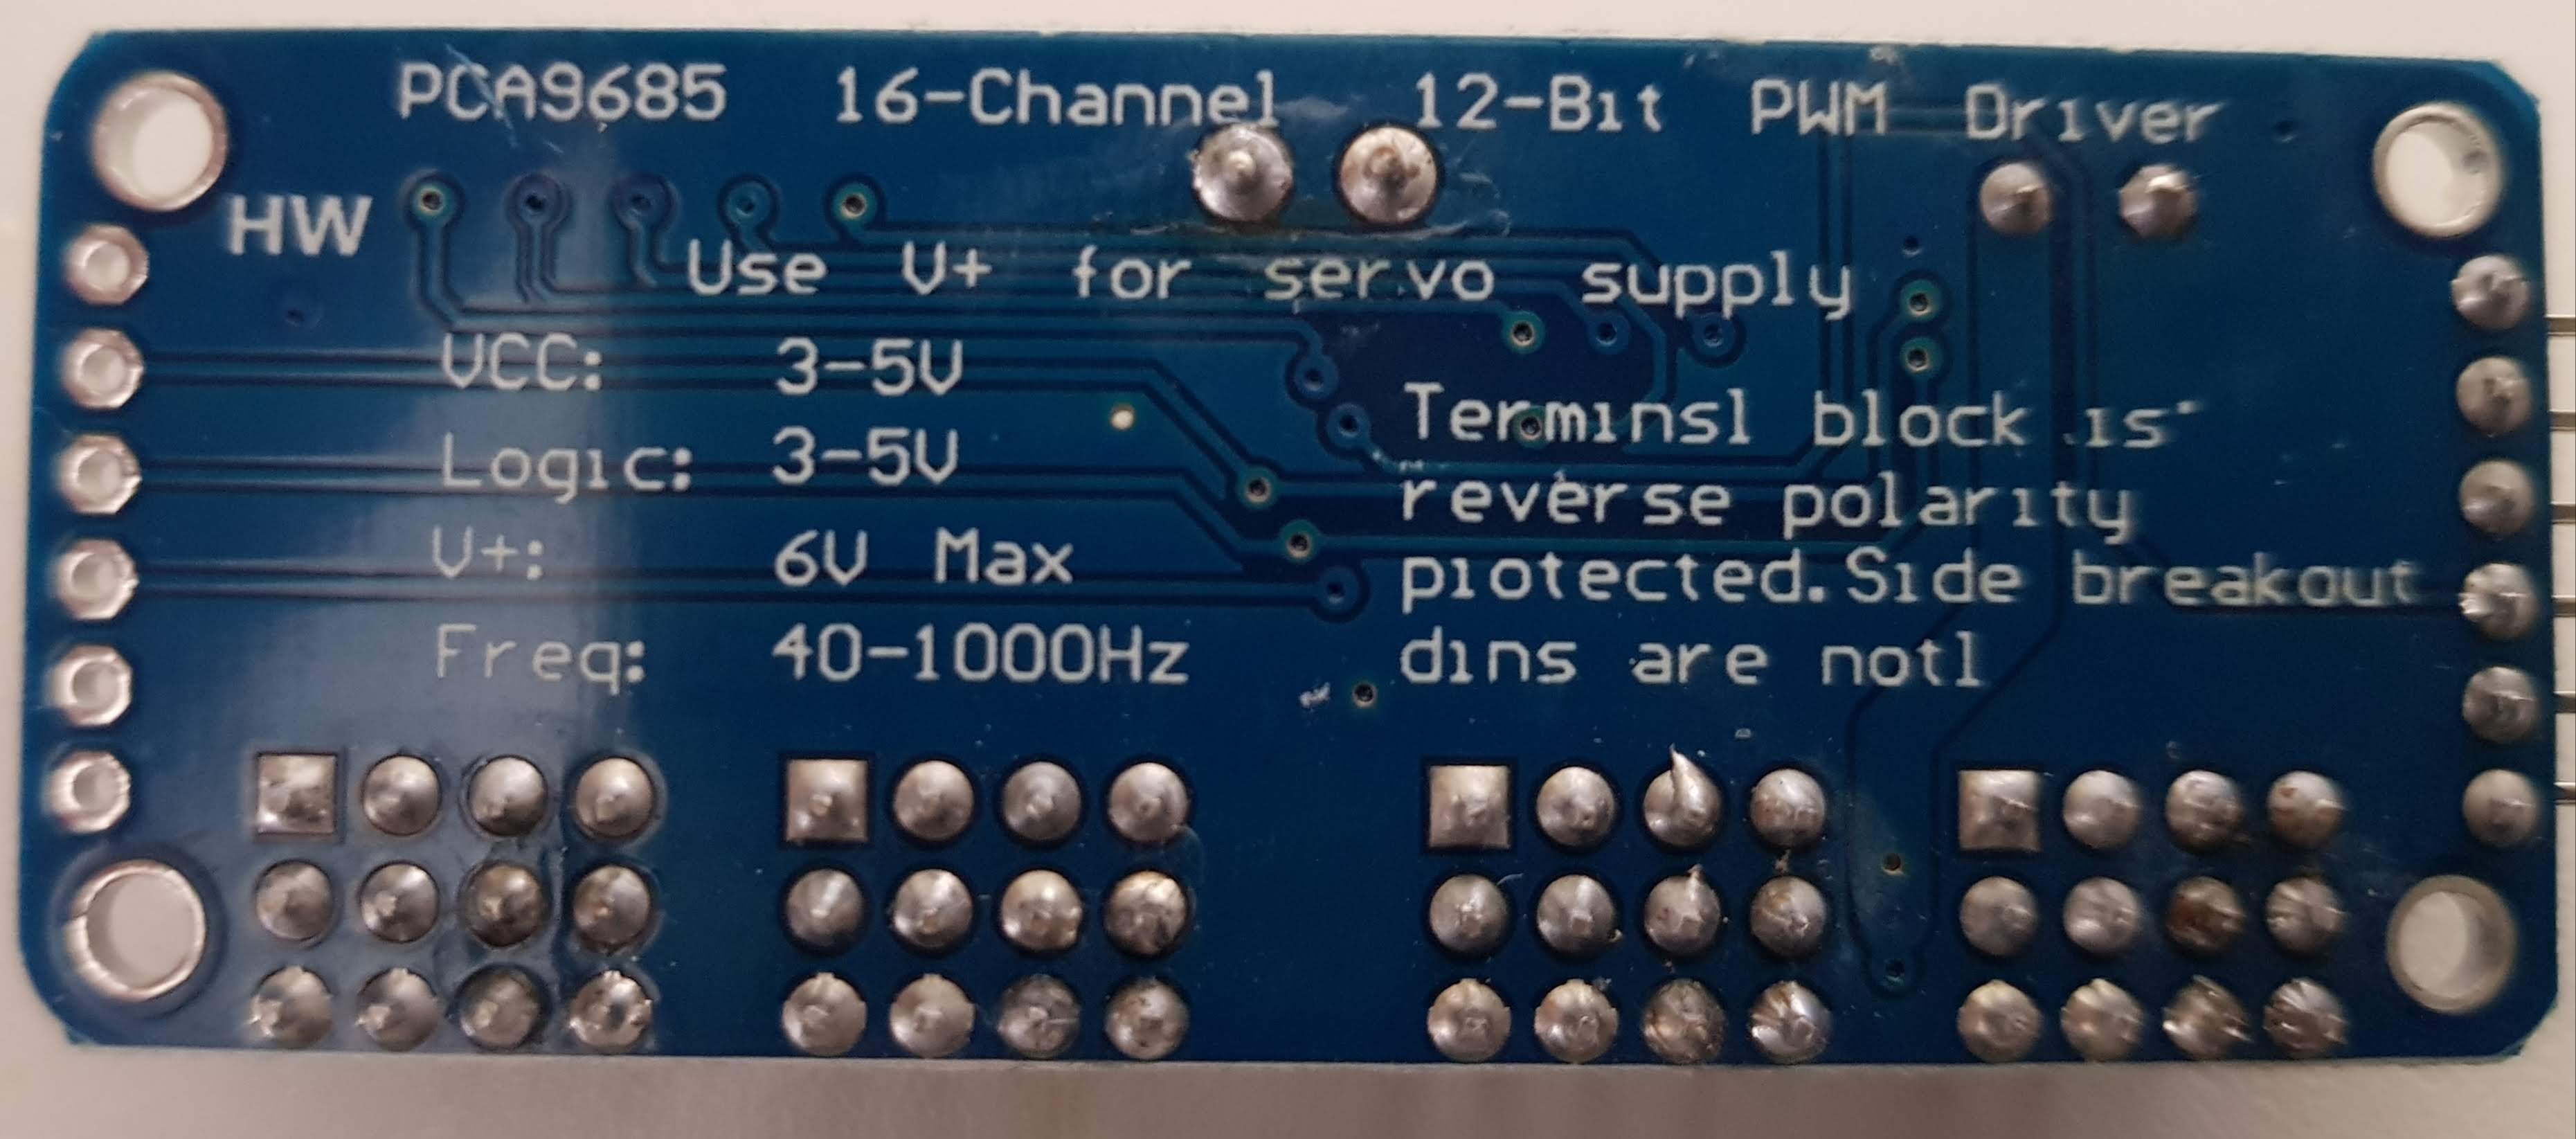 PCA9685 16-Channel 12-Bit PWM Driver
HW
Use V+ for servo supply
VCC: 3-5V
Logic: 3-5V
V+: 6V Max
Freq: 40-1000Hz
Terminsl block is
reverse polarity
piotected.Side breakout
dins are notl